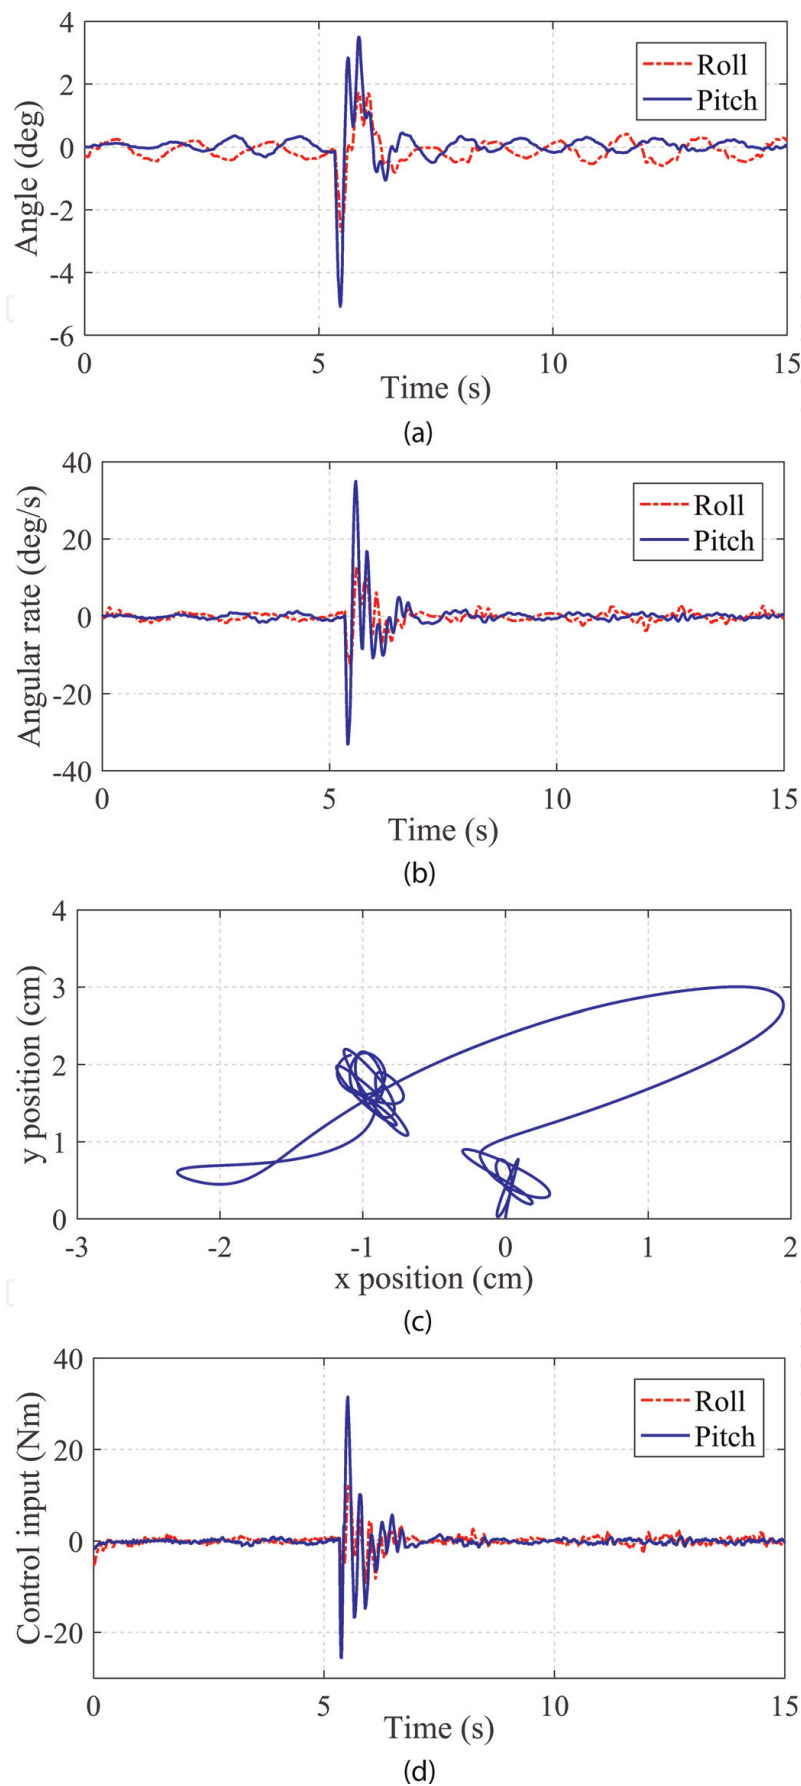 4
2
0
-2
-4
-6
Angle (deg)
Roll
Pitch
0 5 10 15
Time (s)
(a)
40
20
0
-20
-40
Angular rate (deg/s)
Roll
Pitch
0 5 10 15
Time (s)
(b)
4
3
2
1
0
y position (cm)
-3 -2 -1 0 1 2
x position (cm)
(c)
40
20
0
-20
Control input (Nm)
Roll
Pitch
0 5 10 15
Time (s)
(d)